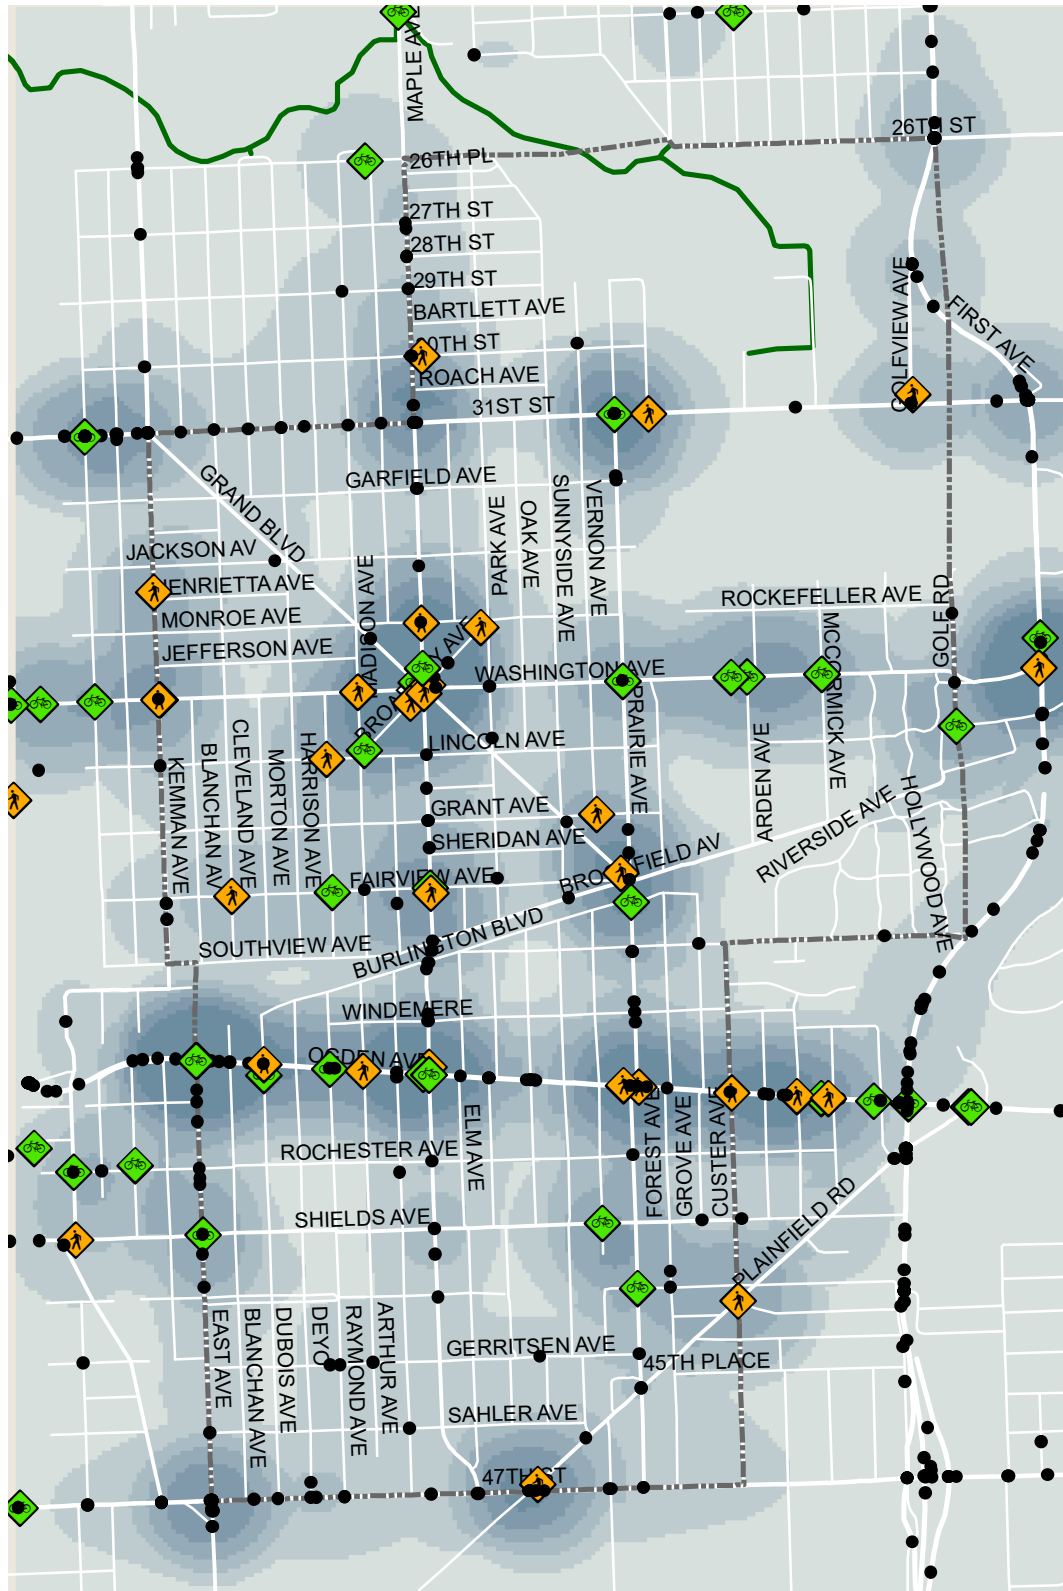 MAPLE AVE
26TH ST
26TH PL
27TH ST
28TH ST
29TH ST
BARTLETT AVE
0TH ST
ROACH AVE
31ST ST
GOLFVIEW AVE
FIRST AVE
GARFIELD AVE
GRAND BLVD
PARK AVE
OAK AVE
SUNNYSIDE AVE
VERNON AVE
JACKSON AV
HENRIETTA AVE
MONROE AVE
JEFFERSON AVE
ADISON AVE
ROCKEFELLER AVE
GOLF RD
WASHINGTON AVE
MCCORMICK AVE
LINCOLN AVE
PRAIRIE AVE
ARDEN AVE
KEMMAN AVE
BLANCHAN AV
CLEVELAND AVE
MORTON AVE
HARRISON AVE
GRANT AVE
SHERIDAN AVE
RIVERSIDE AVE
HOLLYWOOD AVE
FAIRVIEW AVE
FIELD AV
SOUTHVIEW AVE
BURLINGTON BLVD
WINDEMERE
OGDEN AVE
ELM AVE
FOREST AVE
GROVE AVE
CUSTER AVE
ROCHESTER AVE
SHIELDS AVE
PLAINFIELD RD
EAST AVE
BLANCHAN AVE
DUBOIS AVE
DEYO
RAYMOND AVE
ARTHUR AVE
GERRITSEN AVE
45TH PLACE
SAHLER AVE
47TH ST